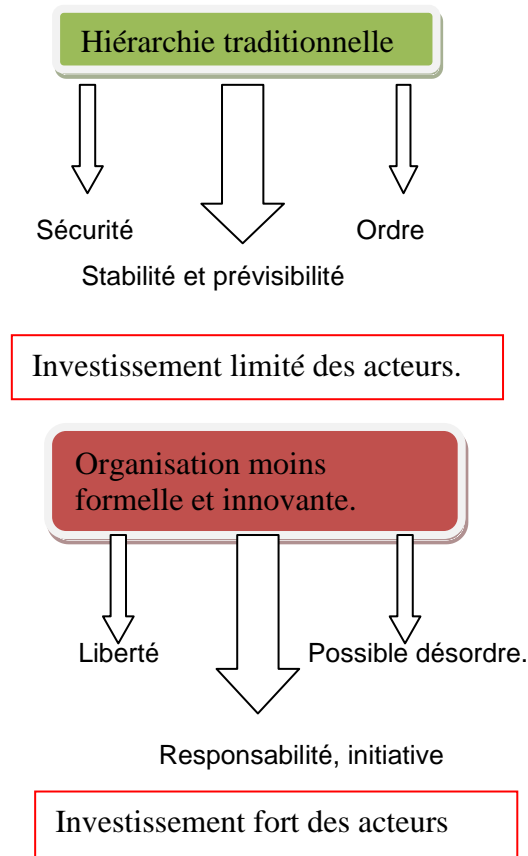 Hiérarchie traditionnelle
Sécurité
Ordre
Stabilité et prévisibilité
Investissement limité des acteurs.
Organisation moins
formelle et innovante.
Liberté
Possible désordre.
Responsabilité, initiative
Investissement fort des acteurs